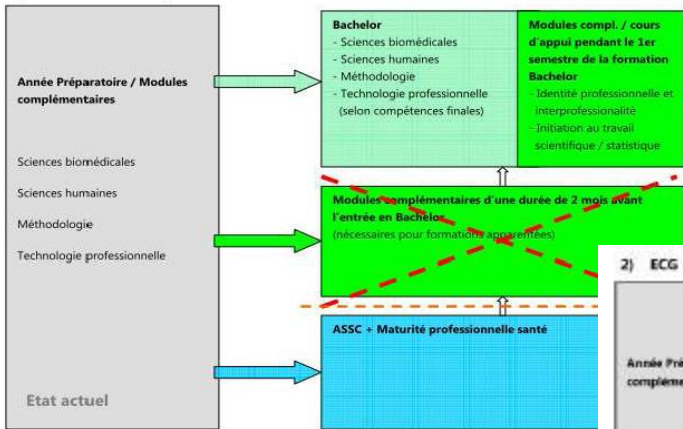 Année Préparatoire / Modules
complémentaires
Sciences biomédicales
Sciences humaines
Méthodologie
Technologie professionnelle
Etat actuel
Bachelor
- Sciences biomédicales
- Sciences humaines
- Méthodologie
- Technologie professionnelle
(selon compétences finales)
Modules compl. / cours
d'appui pendant le 1er
semestre de la formation
Bachelor
- Identité professionnelle et
interprofessionalité
- Initiation au travail
scientifique / statistique
Modules complémentaires d'une durée de 2 mois avant
l'entrée en Bachelor
(nécessaires pour formations apparentées)
ASSC + Maturité professionnelle santé
2) ECG
Année Pré
compléme